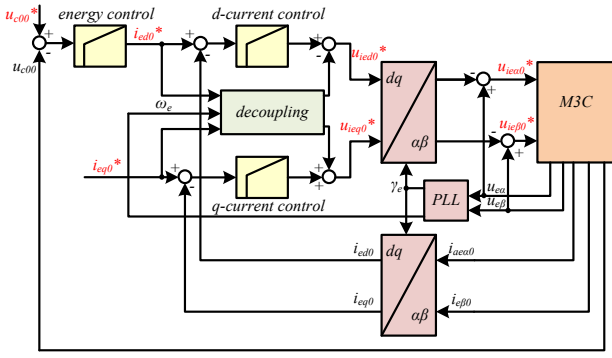 u_c00* energy control d-current control
i_ed0*
+ - + - + -
u_c00
u_ied0*
u_ieα0*
dq
- +
M3C
ω_e
decoupling
u_ieq0*
u_ieβ0*
- +
i_eq0*
αβ
+ - + +
q-current control
γ_e
PLL
u_eα
u_eβ
dq
i_ed0
i_aeα0
i_eq0
i_eβ0
αβ